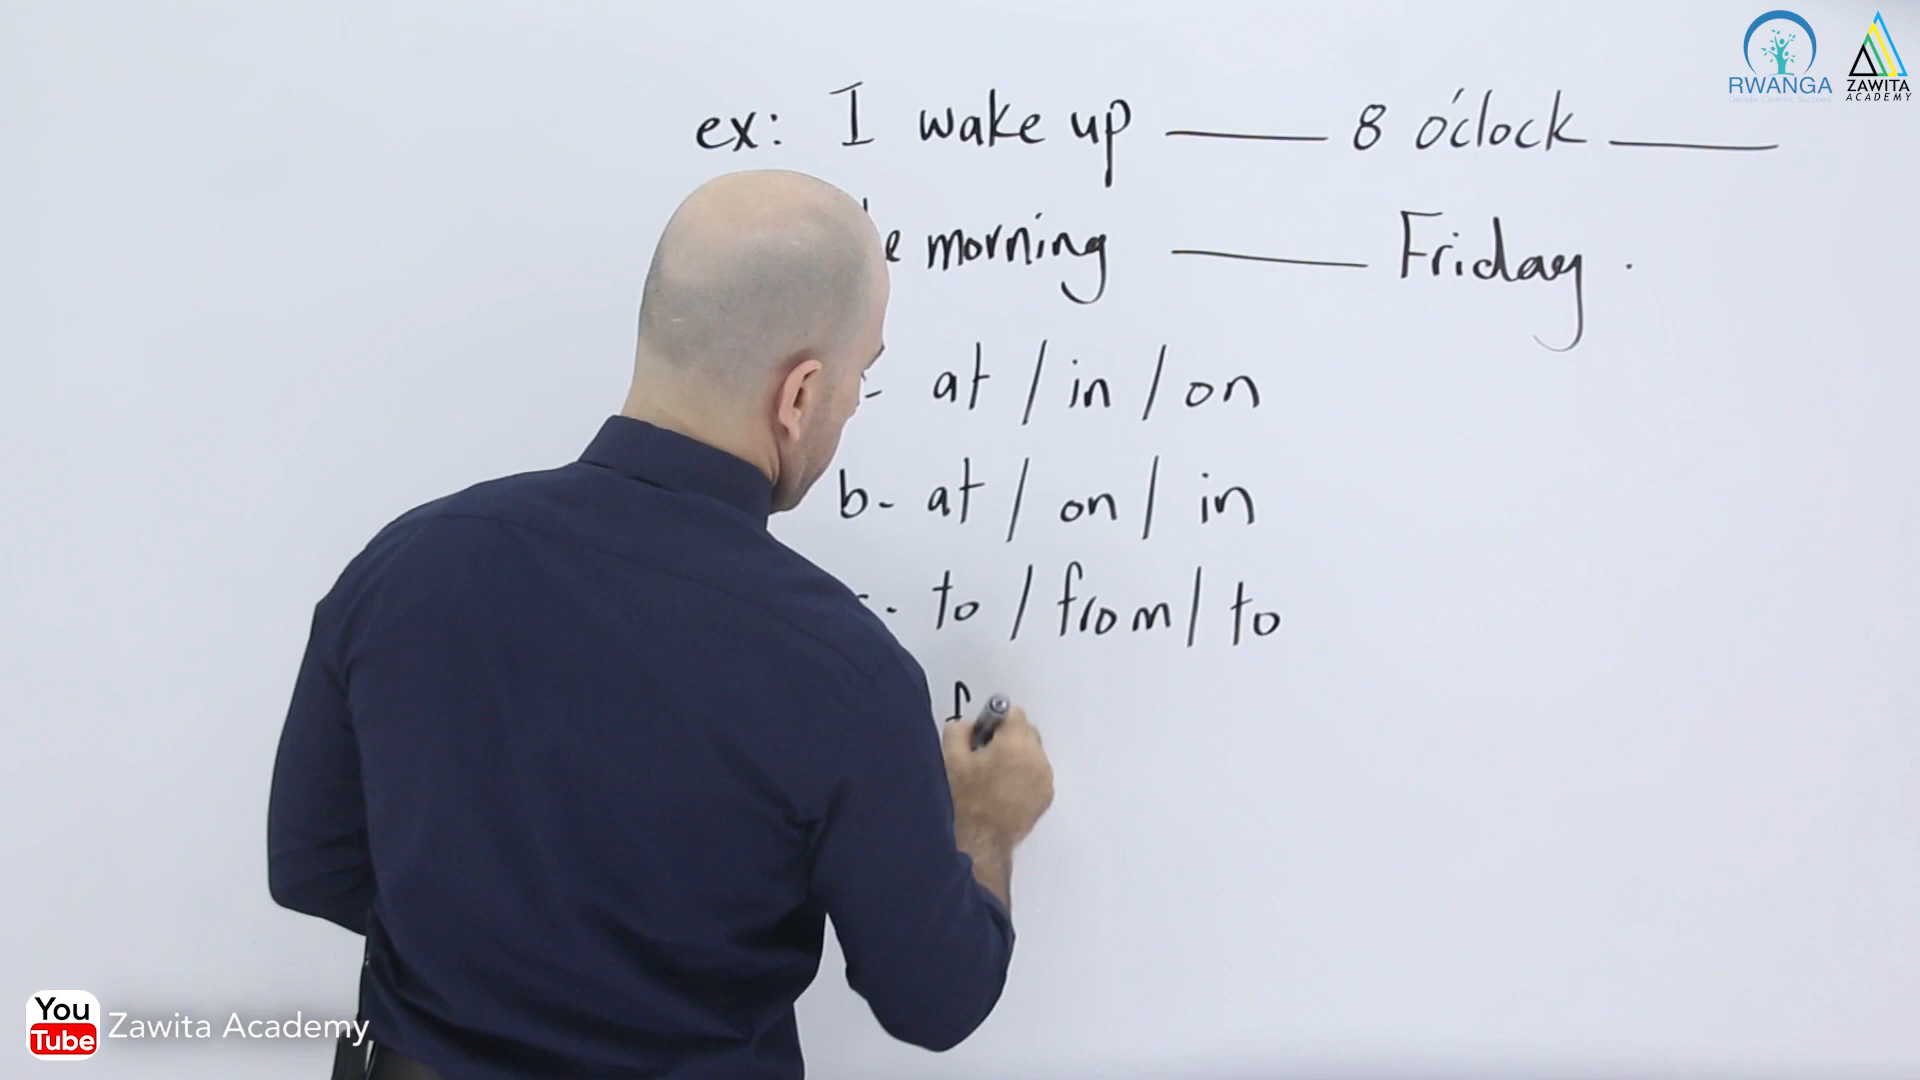 RWANGA
ZAWITA
ACADEMY
ex: I wake up ____ 8 o'clock ____
morning ____ Friday.
at / in / on
b- at / on / in
to / from / to
You
Tube
Zawita Academy